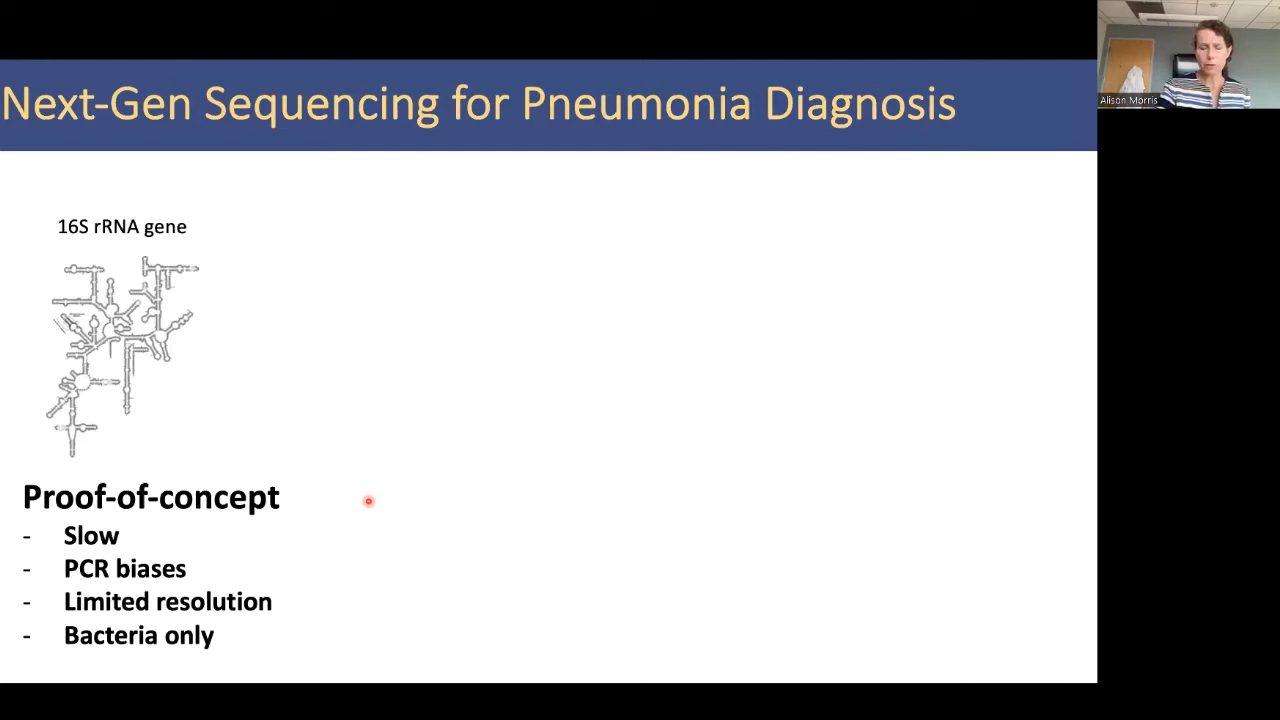 Next-Gen Sequencing for Pneumonia Diagnosis
Alison Morris
16S rRNA gene
Proof-of-concept
- Slow
- PCR biases
- Limited resolution
- Bacteria only